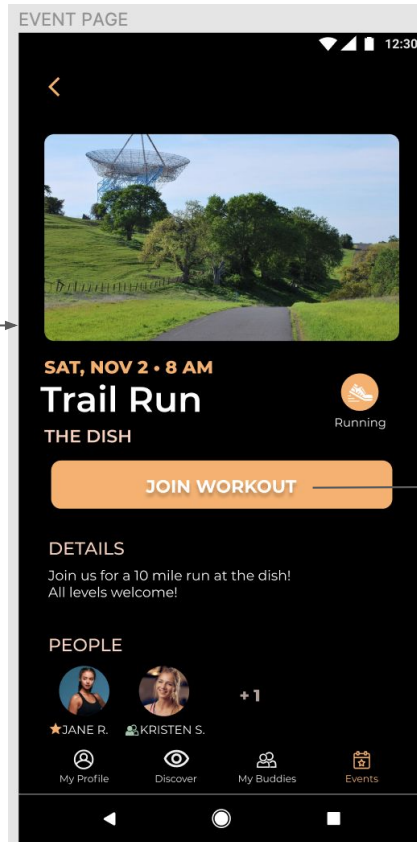 EVENT PAGE
12:30
SAT, NOV 2 • 8 AM
Trail Run
THE DISH
Running
JOIN WORKOUT
DETAILS
Join us for a 10 mile run at the dish!
All levels welcome!
PEOPLE
+1
JANE R.
KRISTEN S.
My Profile
Discover
My Buddies
Events